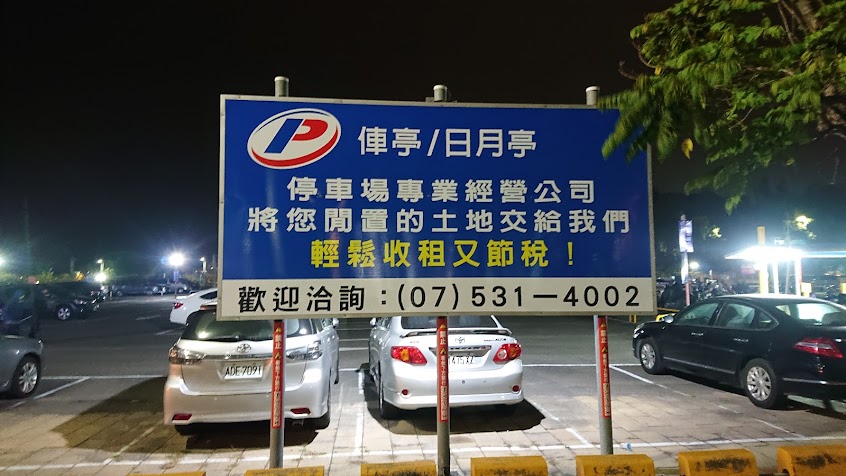 P 俥亭/日月亭
停車場專業經營公司
將您閒置的土地交給我們
輕鬆收租又節稅！
歡迎洽詢：(07)531－4002